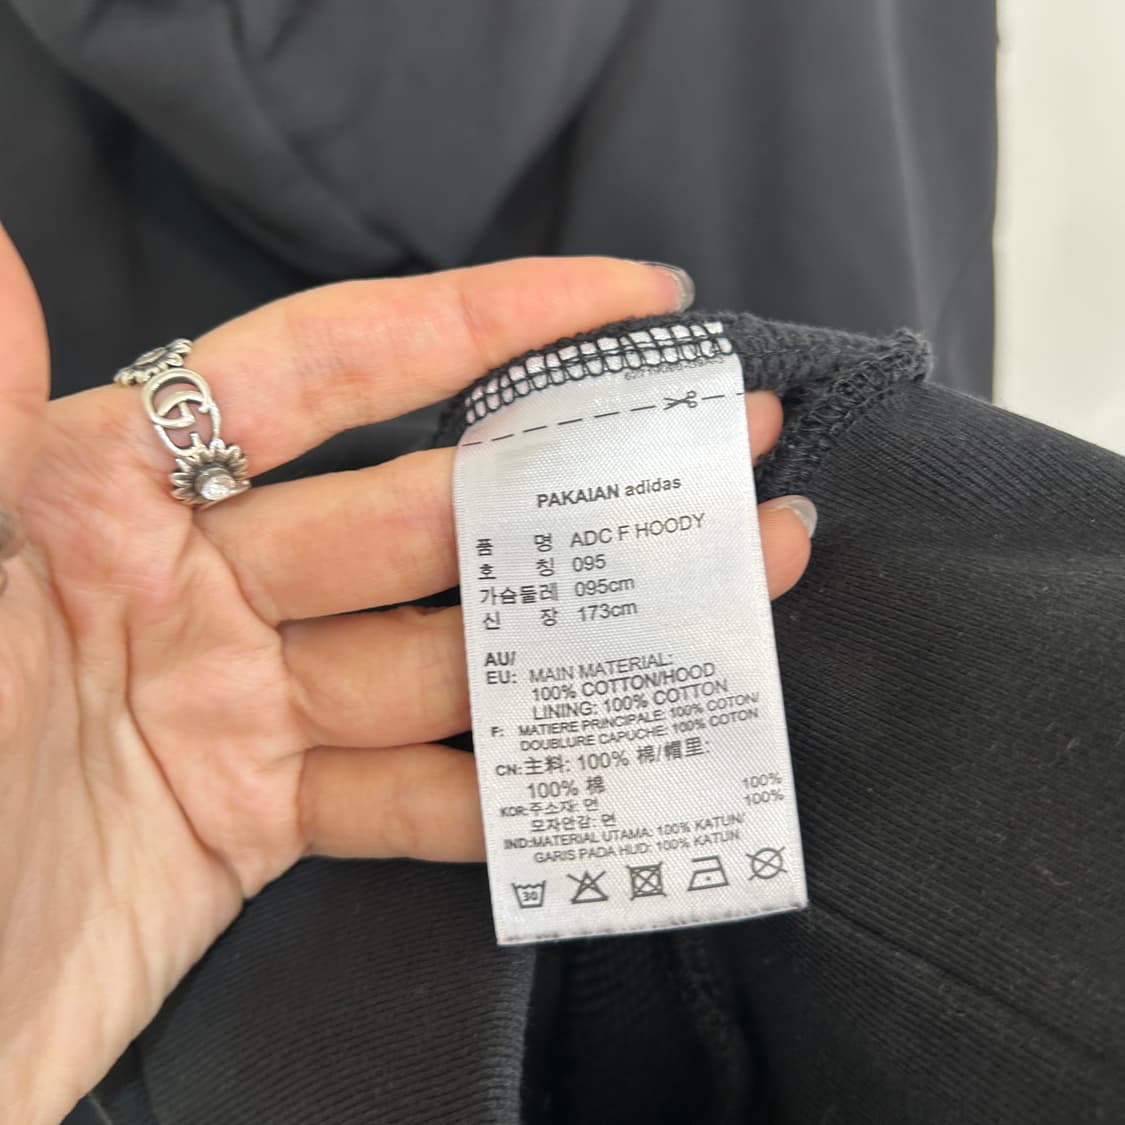 PAKAIAN adidas
품 명 ADC F HOODY
호 칭 095
가슴둘레 095cm
신 장 173cm
AU/
EU: MAIN MATERIAL:
100% COTTON/HOOD
LINING: 100% COTTON
F: MATIERE PRINCIPALE: 100% COTON/
DOUBLURE CAPUCHE: 100% COTON
CN:主料: 100% 棉/帽里:
100% 棉
KOR:주소재: 면 100%
모자안감: 면 100%
IND:MATERIAL UTAMA: 100% KATUN/
GARIS PADA HUD: 100% KATUN
30